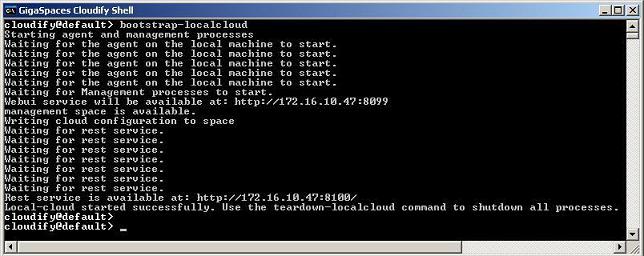 GigaSpaces Cloudify Shell
cloudify@default> bootstrap-localcloud
Starting agent and management processes
Waiting for the agent on the local machine to start.
Waiting for the agent on the local machine to start.
Waiting for the agent on the local machine to start.
Waiting for the agent on the local machine to start.
Waiting for the agent on the local machine to start.
Waiting for Management processes to start.
Webui service will be available at: http://172.16.10.47:8099
management space is available.
Writing cloud configuration to space
Waiting for rest service.
Waiting for rest service.
Waiting for rest service.
Waiting for rest service.
Waiting for rest service.
Waiting for rest service.
Waiting for rest service.
Rest service is available at: http://172.16.10.47:8100/
Local-cloud started successfully. Use the teardown-localcloud command to shutdown all processes.
cloudify@default>
cloudify@default> _